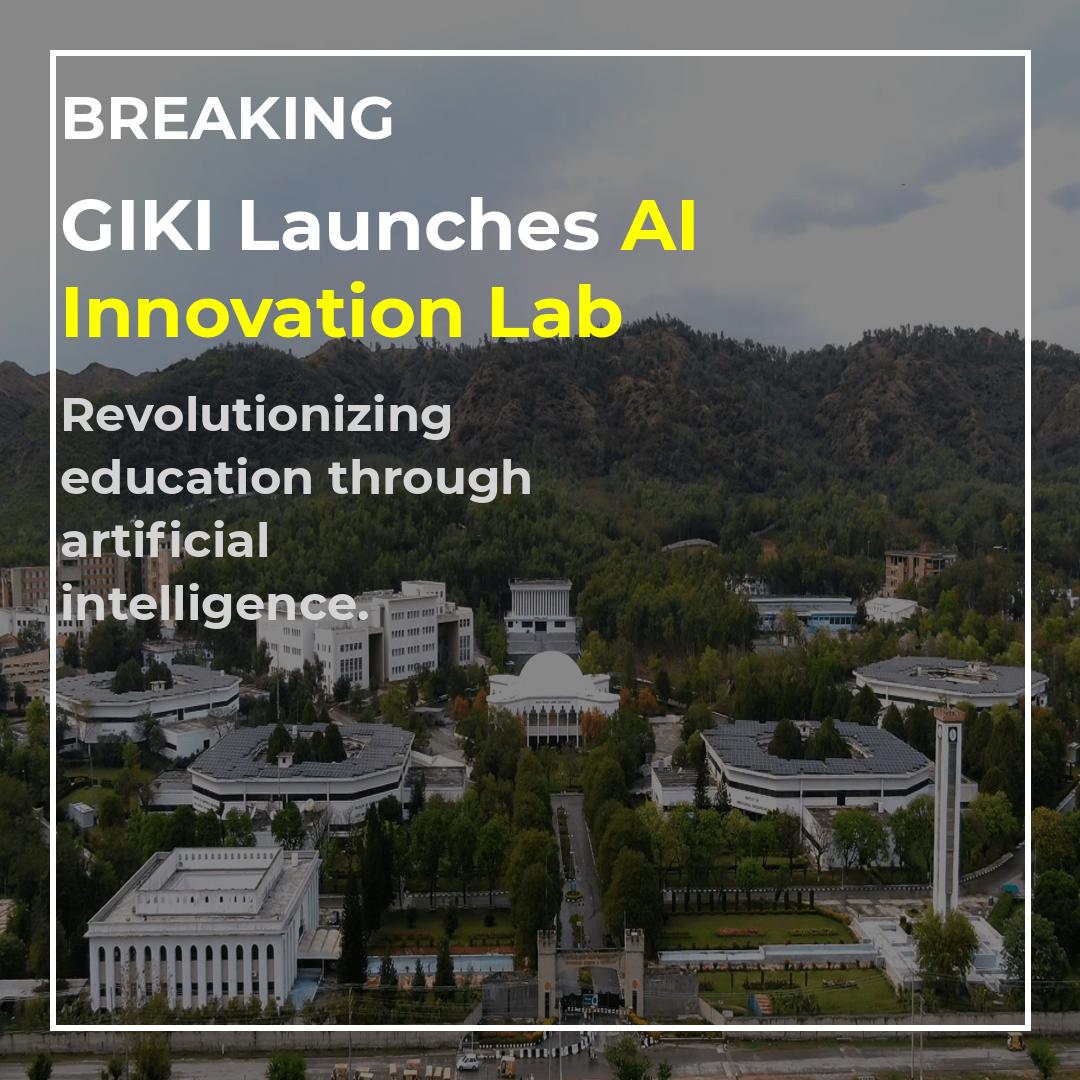 BREAKING
GIKI Launches AI
Innovation Lab
Revolutionizing
education through
artificial
intelligence.